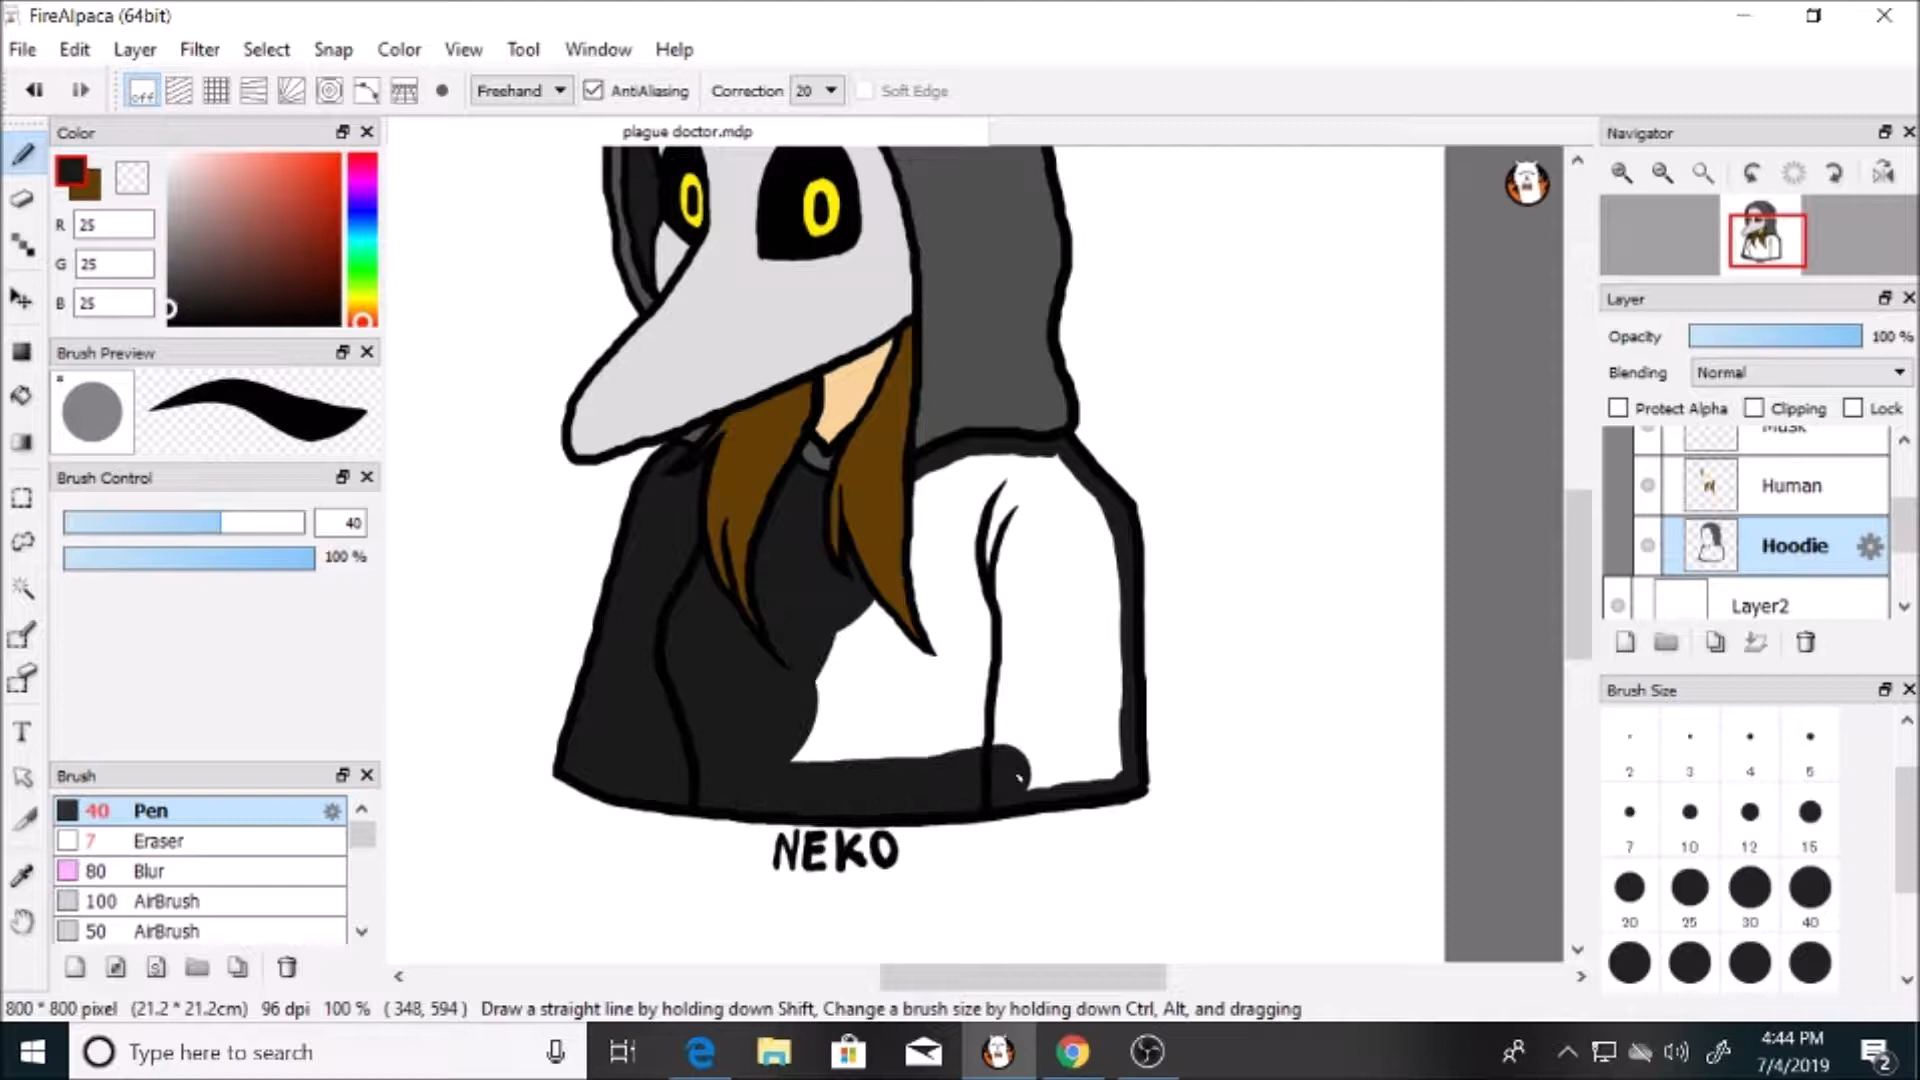 FireAlpaca (64bit)
File Edit Layer Filter Select Snap Color View Tool Window Help
off Freehand AntiAliasing Correction 20 Soft Edge
Color
plague doctor.mdp
Navigator
R 25
G 25
B 25
Layer
Opacity 100 %
Brush Preview
Blending Normal
Protect Alpha Clipping Lock
Human
Brush Control
40
Hoodie
100 %
Layer2
Brush Size
2 3 4 5
Brush
40 Pen
7 Eraser
7 10 12 15
80 Blur
100 AirBrush
50 AirBrush
20 25 30 40
NEKO
800 * 800 pixel (21.2 * 21.2cm) 96 dpi 100 % ( 348, 594 ) Draw a straight line by holding down Shift, Change a brush size by holding down Ctrl, Alt, and dragging
Type here to search
4:44 PM
7/4/2019
2